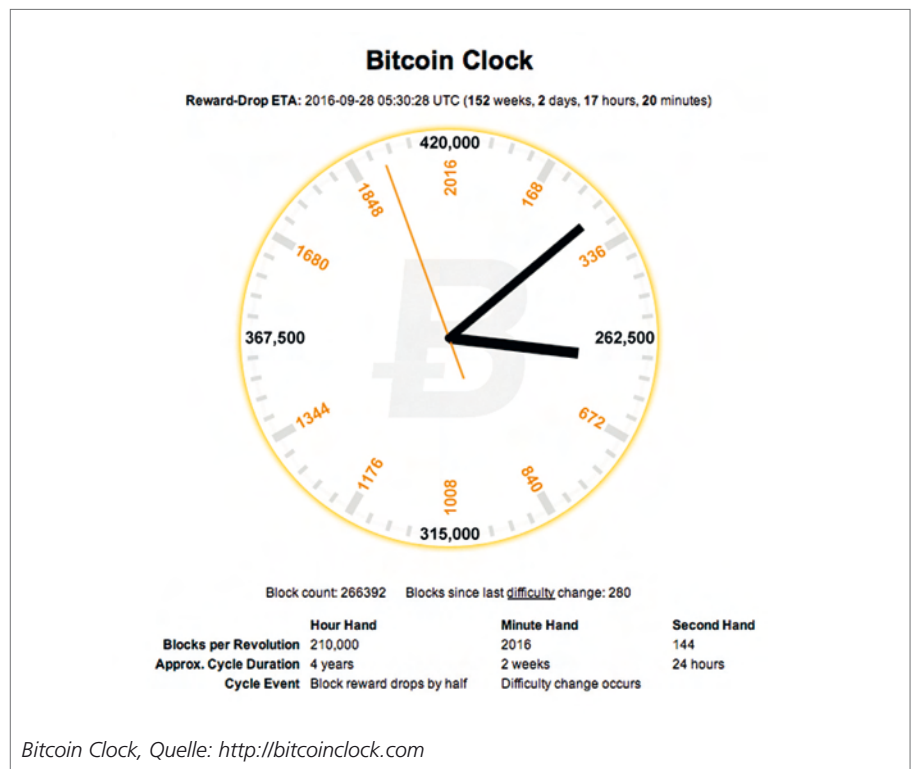 Bitcoin Clock
Reward-Drop ETA: 2016-09-28 05:30:28 UTC (152 weeks, 2 days, 17 hours, 20 minutes)
420,000
2016
168
336
262,500
672
840
1008
315,000
1176
1344
367,500
1680
1848
Block count: 266392 Blocks since last difficulty change: 280
Hour Hand Minute Hand Second Hand
Blocks per Revolution 210,000 2016 144
Approx. Cycle Duration 4 years 2 weeks 24 hours
Cycle Event Block reward drops by half Difficulty change occurs
Bitcoin Clock, Quelle: http://bitcoinclock.com